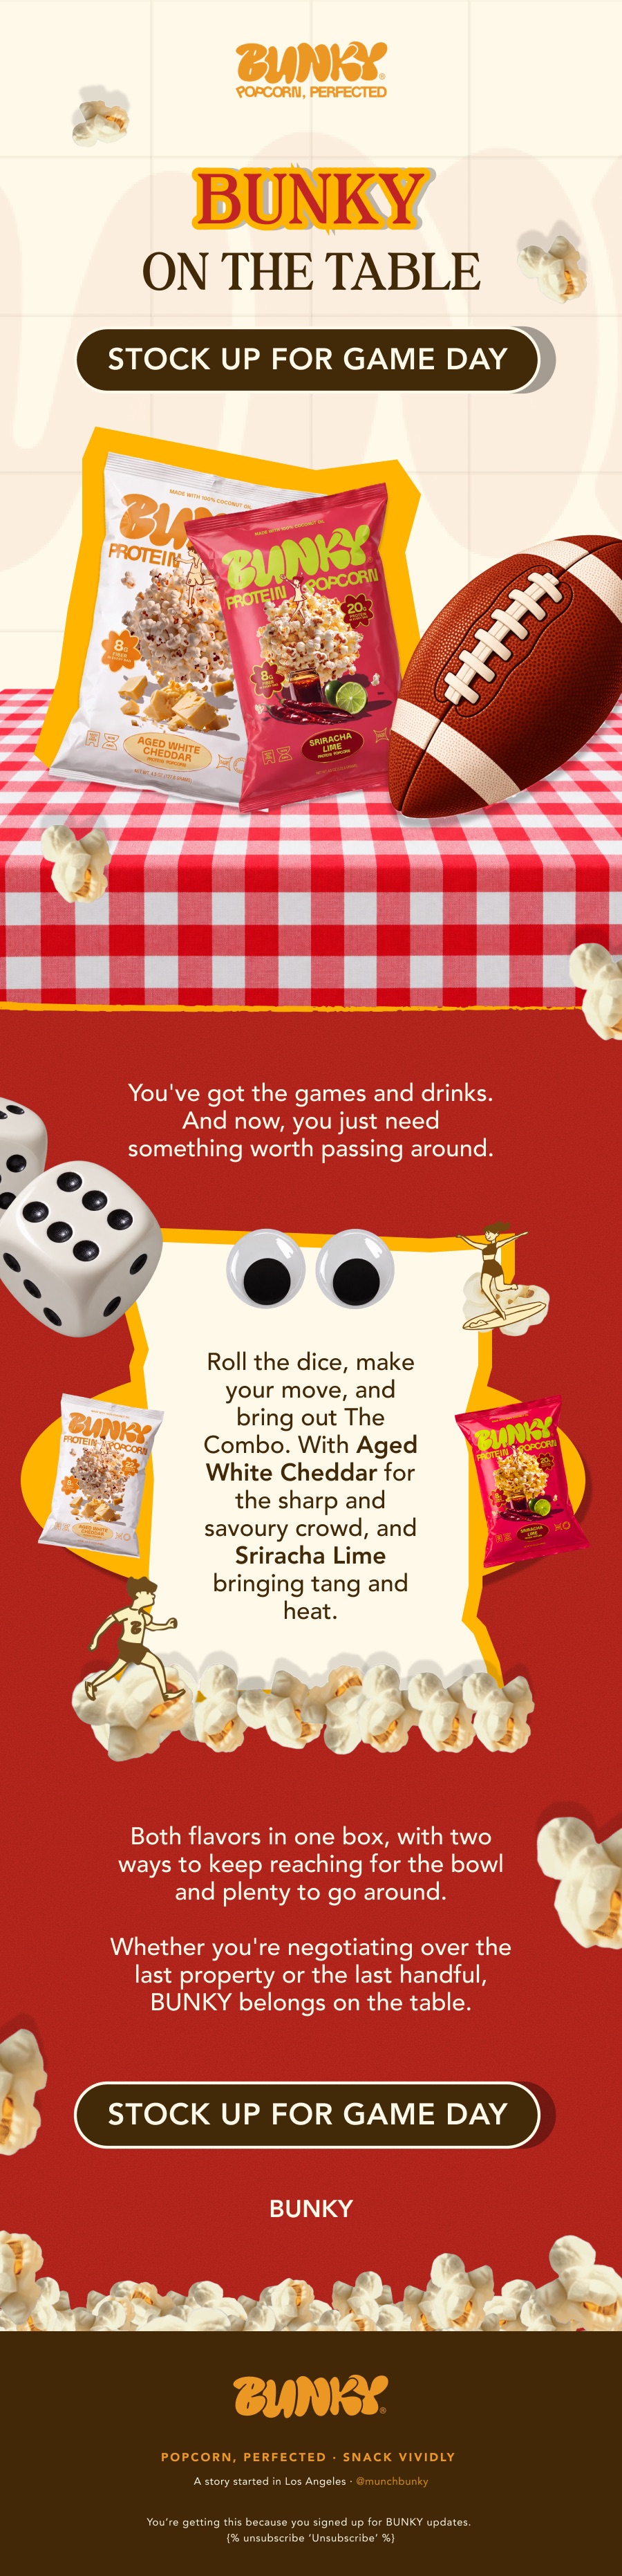 BUNKY®
POPCORN, PERFECTED
BUNKY
ON THE TABLE
STOCK UP FOR GAME DAY
MADE WITH 100% COCONUT OIL
BUN
PROTEIN
8G
FIBER
AGED WHITE
CHEDDAR
PROTEIN POPCORN
MADE WITH 100% COCONUT OIL
BUNKY
PROTEIN POPCORN
20G
8G
SRIRACHA
LIME
PROTEIN POPCORN
You've got the games and drinks.
And now, you just need
something worth passing around.
Roll the dice, make
your move, and
bring out The
Combo. With Aged
White Cheddar for
the sharp and
savoury crowd, and
Sriracha Lime
bringing tang and
heat.
BUNKY
PROTEIN POPCORN
AGED WHITE
CHEDDAR
BUNKY
PROTEIN POPCORN
20G
SRIRACHA
LIME
Both flavors in one box, with two
ways to keep reaching for the bowl
and plenty to go around.
Whether you're negotiating over the
last property or the last handful,
BUNKY belongs on the table.
STOCK UP FOR GAME DAY
BUNKY
BUNKY®
POPCORN, PERFECTED · SNACK VIVIDLY
A story started in Los Angeles · @munchbunky
You’re getting this because you signed up for BUNKY updates.
{% unsubscribe ‘Unsubscribe’ %}